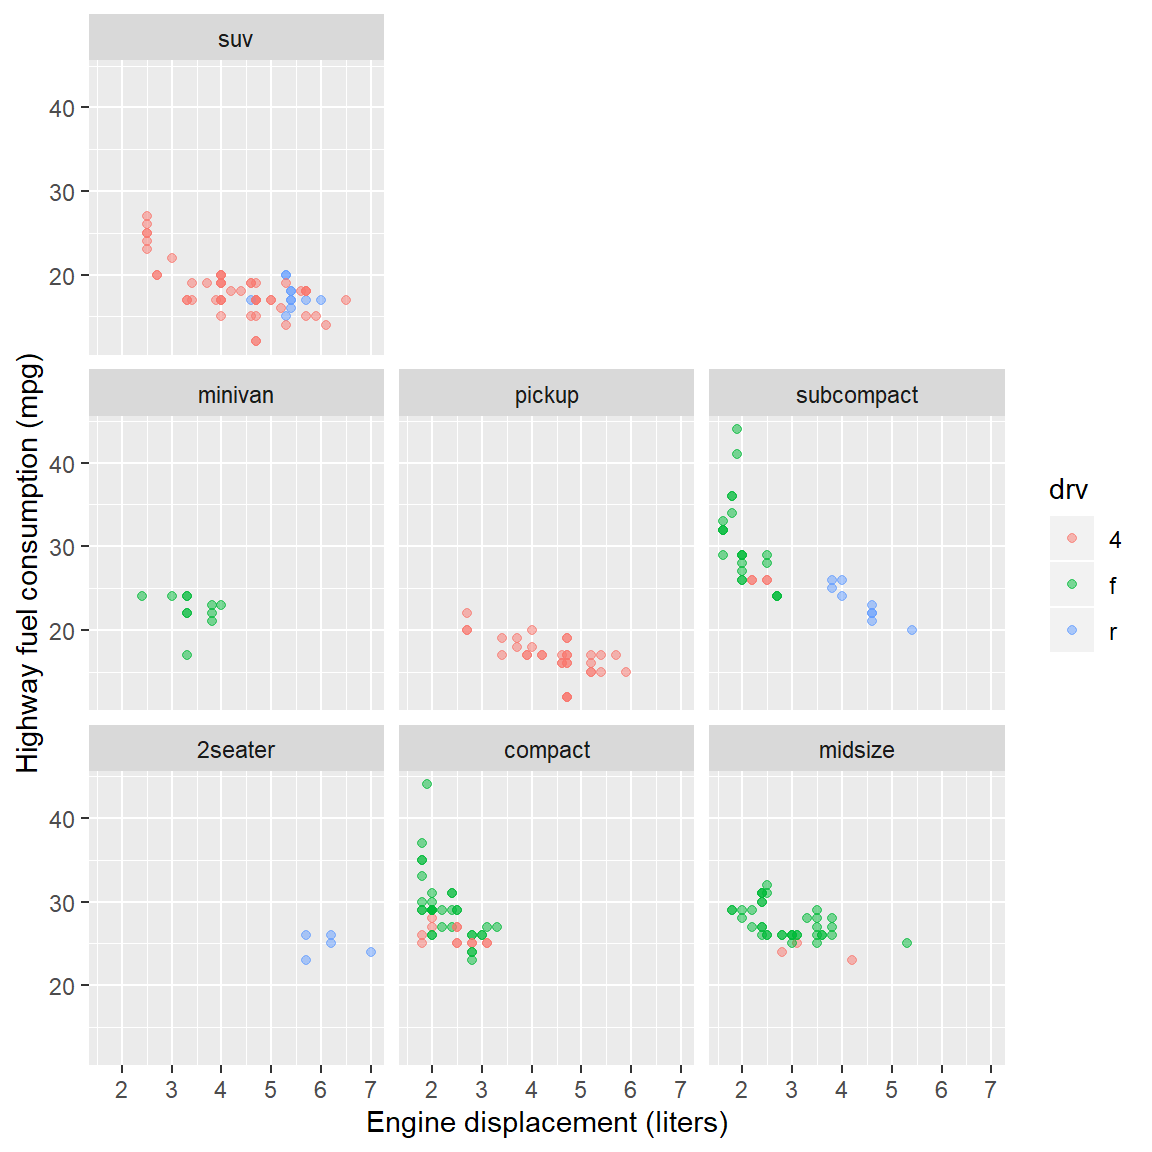 suv
40
30
20
minivan pickup subcompact
40
30
20
2seater compact midsize
40
30
20
2 3 4 5 6 7 2 3 4 5 6 7 2 3 4 5 6 7
Engine displacement (liters)
Highway fuel consumption (mpg)
drv
4
f
r